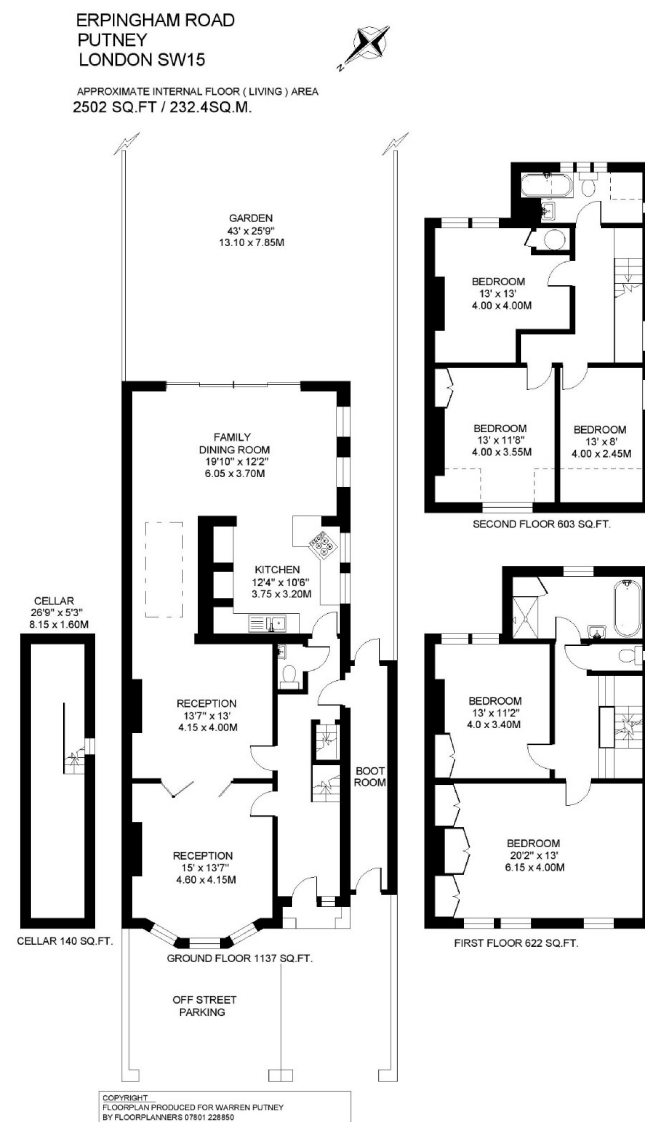 ERPINGHAM ROAD
PUTNEY
LONDON SW15
N
APPROXIMATE INTERNAL FLOOR ( LIVING ) AREA
2502 SQ.FT / 232.4SQ.M.
GARDEN
43' x 25'9"
13.10 x 7.85M
FAMILY
DINING ROOM
19'10" x 12'2"
6.05 x 3.70M
KITCHEN
12'4" x 10'6"
3.75 x 3.20M
CELLAR
26'9" x 5'3"
8.15 x 1.60M
RECEPTION
13'7" x 13'
4.15 x 4.00M
BOOT
ROOM
RECEPTION
15' x 13'7"
4.60 x 4.15M
CELLAR 140 SQ.FT.
GROUND FLOOR 1137 SQ.FT.
OFF STREET
PARKING
BEDROOM
13' x 13'
4.00 x 4.00M
BEDROOM
13' x 11'8"
4.00 x 3.55M
BEDROOM
13' x 8'
4.00 x 2.45M
SECOND FLOOR 603 SQ.FT.
BEDROOM
13' x 11'2"
4.0 x 3.40M
BEDROOM
20'2" x 13'
6.15 x 4.00M
FIRST FLOOR 622 SQ.FT.
COPYRIGHT
FLOORPLAN PRODUCED FOR WARREN PUTNEY
BY FLOORPLANNERS 07801 228850